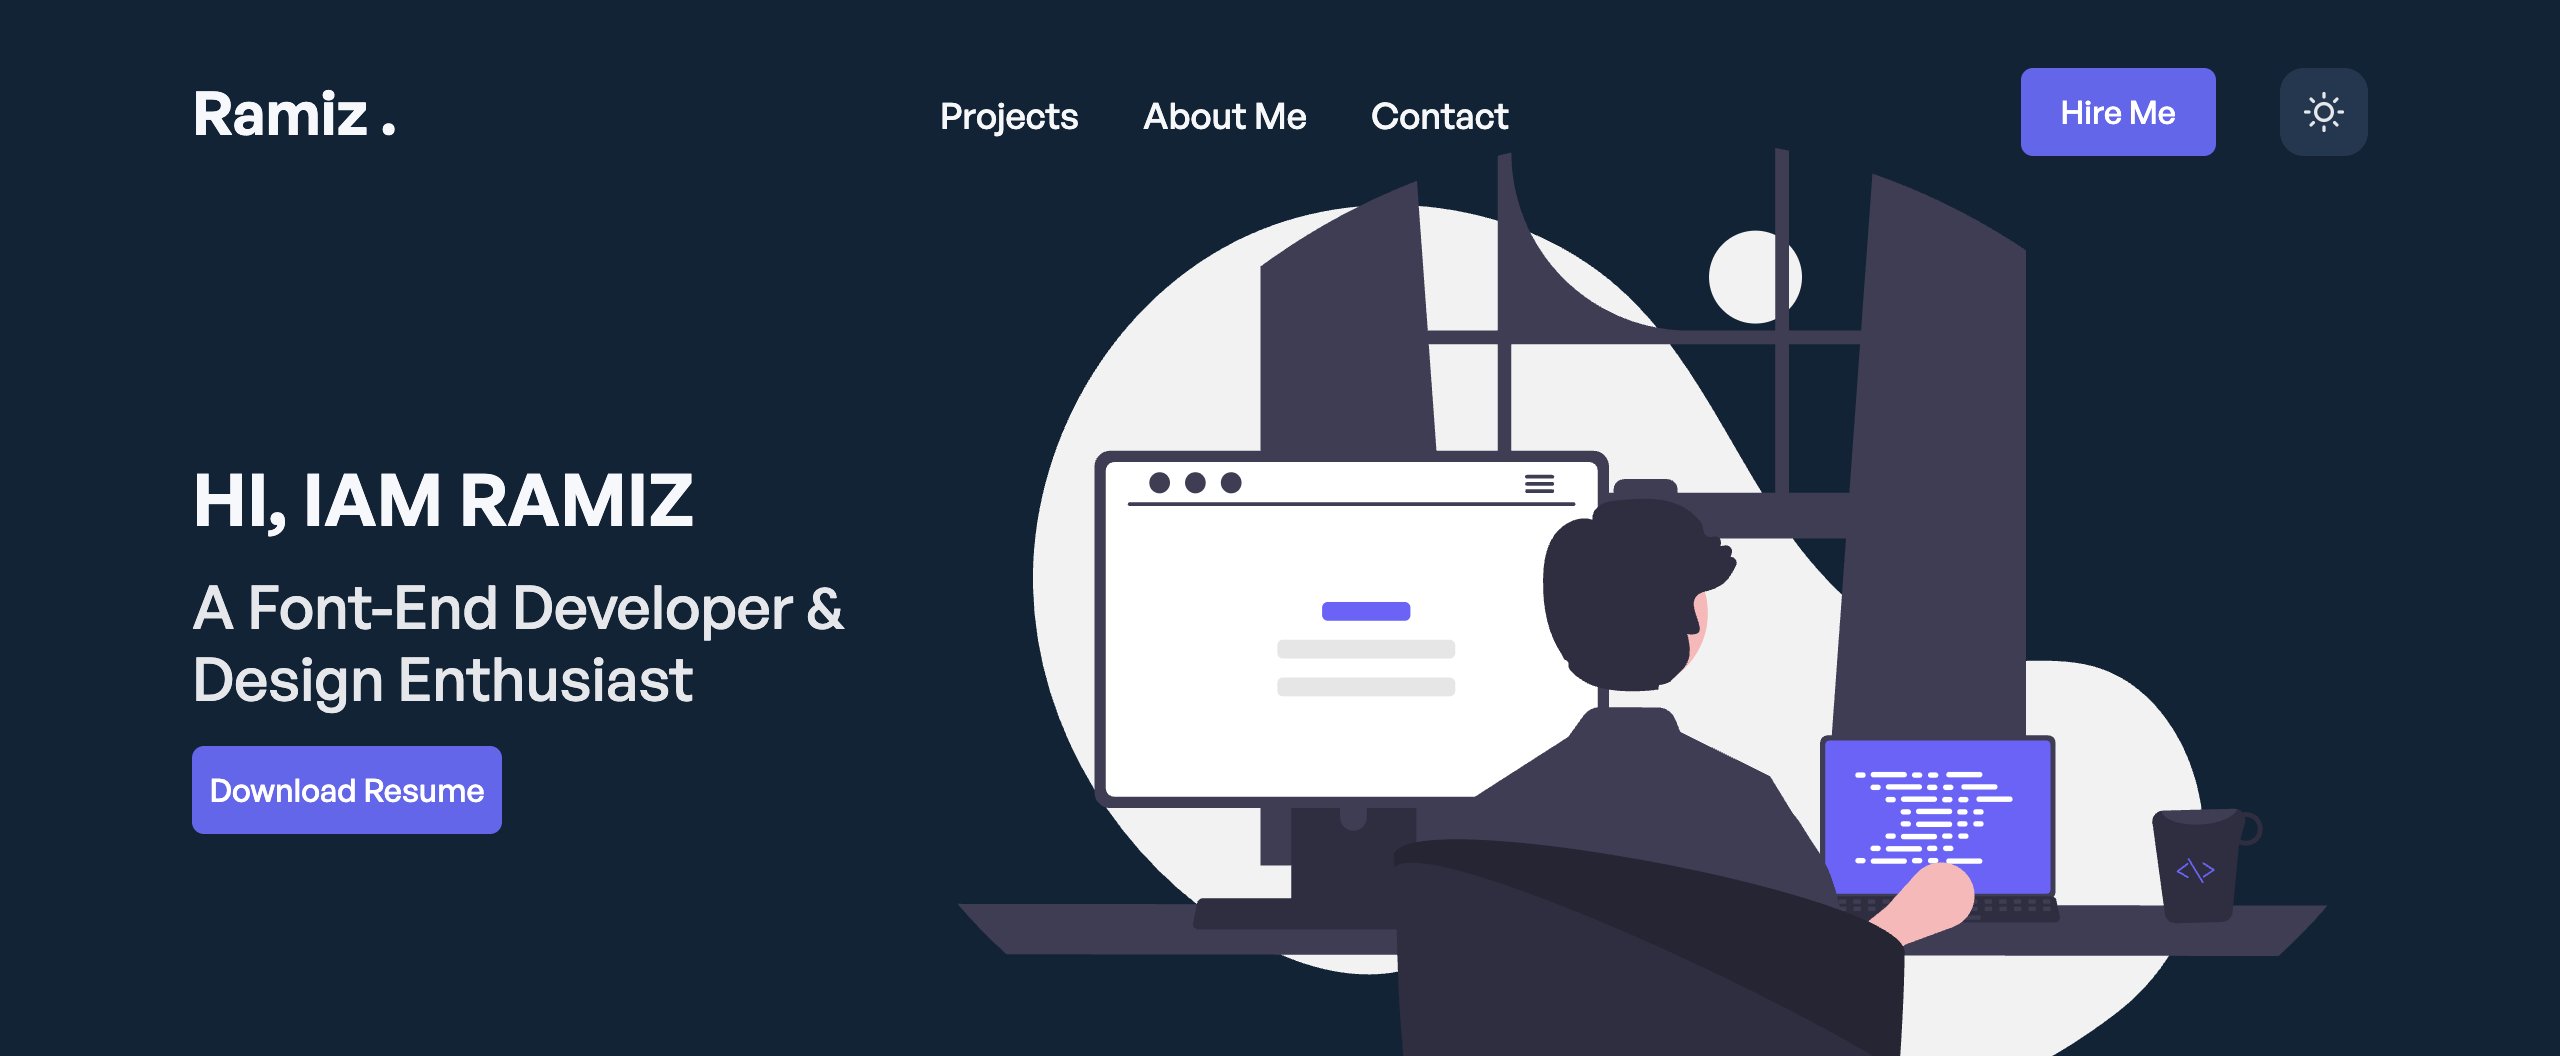 Ramiz .
Projects About Me Contact
Hire Me
HI, IAM RAMIZ
A Font-End Developer &
Design Enthusiast
Download Resume
<\>